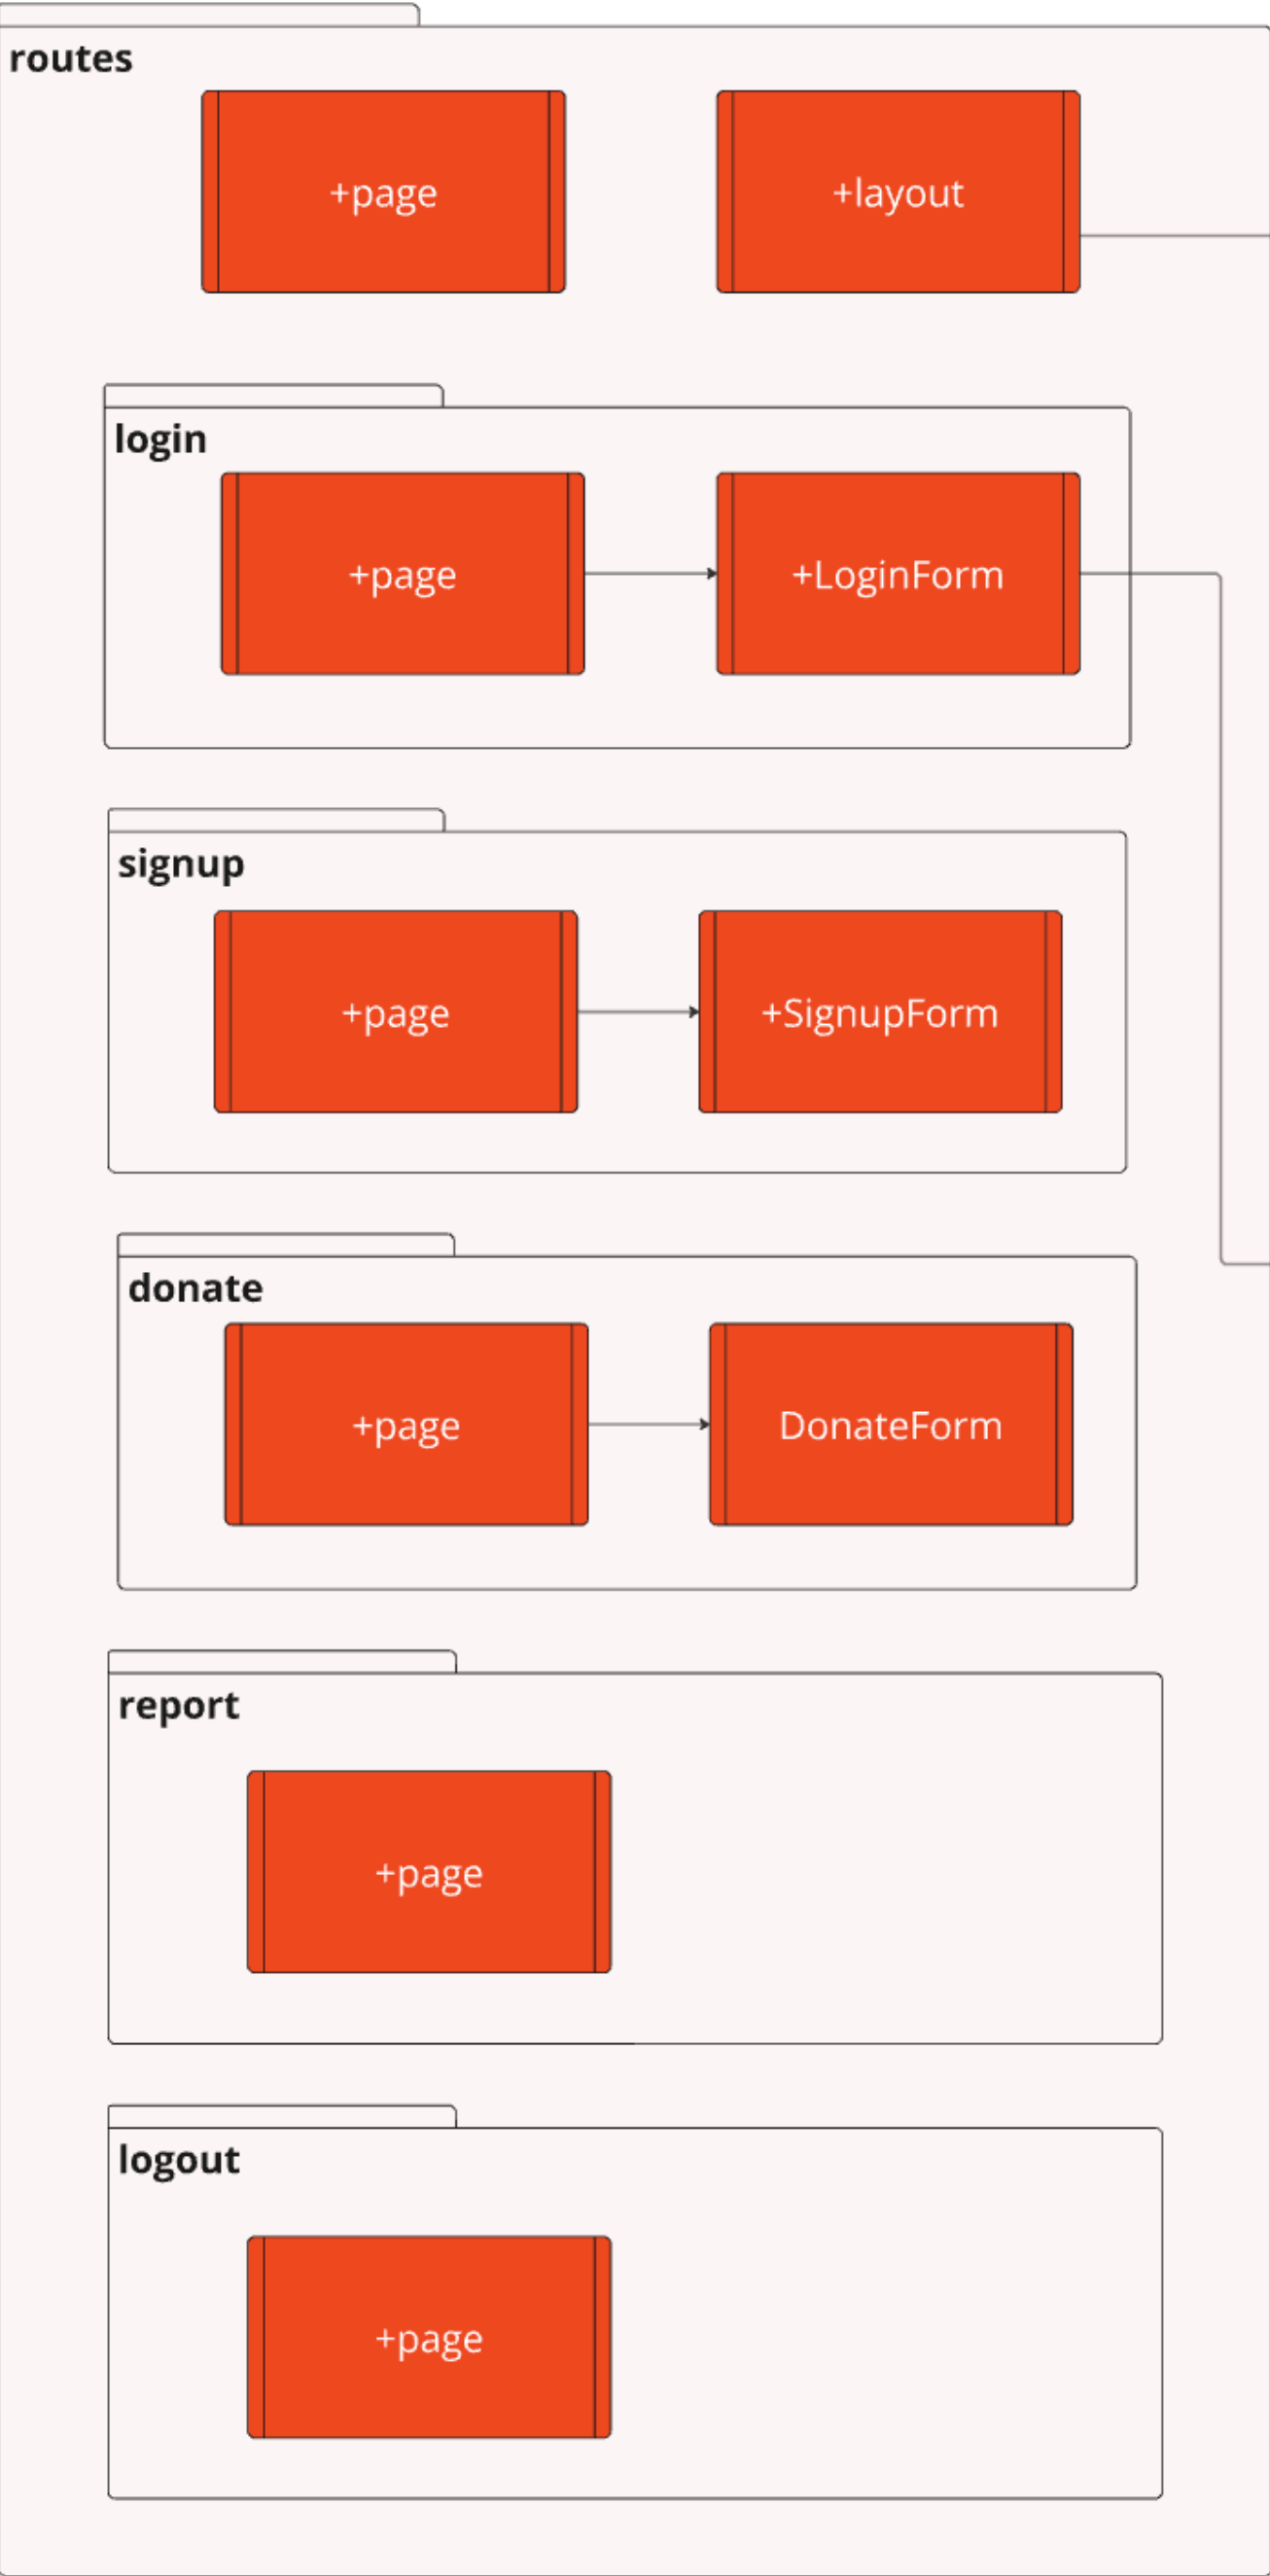 routes
+page
+layout
login
+page
+LoginForm
signup
+page
+SignupForm
donate
+page
DonateForm
report
+page
logout
+page